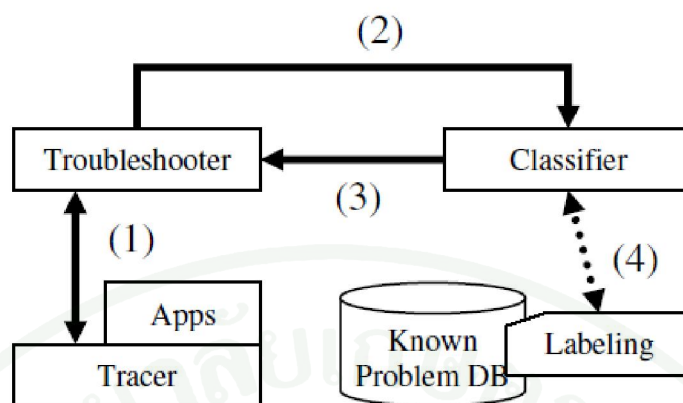 (2)
Troubleshooter
Classifier
(3)
(1)
(4)
Apps
Known
Problem DB
Labeling
Tracer